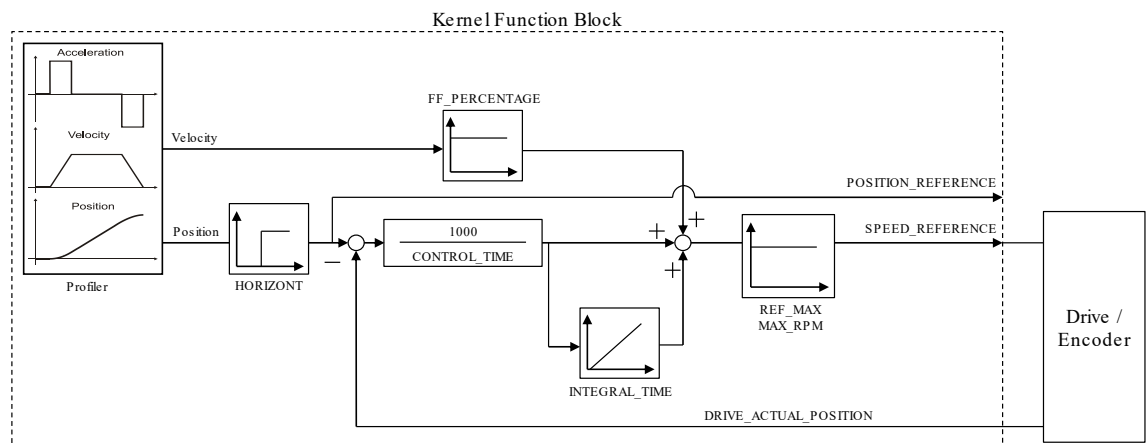 Kernel Function Block
Acceleration
Velocity
Position
Profiler
Velocity
FF_PERCENTAGE
Position
HORIZONT
−
1000
CONTROL_TIME
INTEGRAL_TIME
+
+
+
REF_MAX
MAX_RPM
POSITION_REFERENCE
SPEED_REFERENCE
DRIVE_ACTUAL_POSITION
Drive /
Encoder